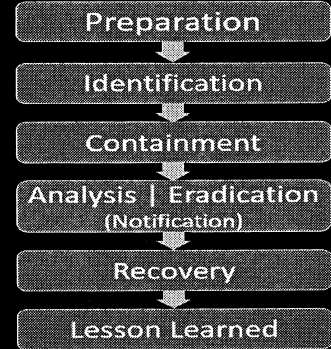 Preparation
Identification
Containment
Analysis | Eradication
(Notification)
Recovery
Lesson Learned